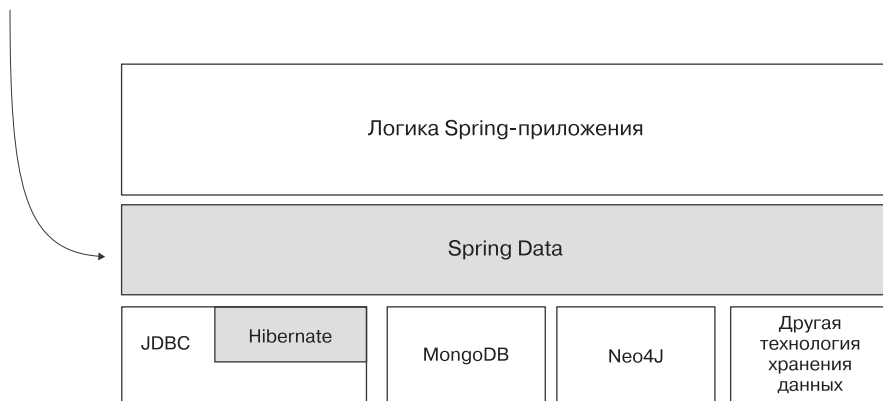 Логика Spring-приложения
Spring Data
JDBC
Hibernate
MongoDB
Neo4J
Другая
технология
хранения
данных